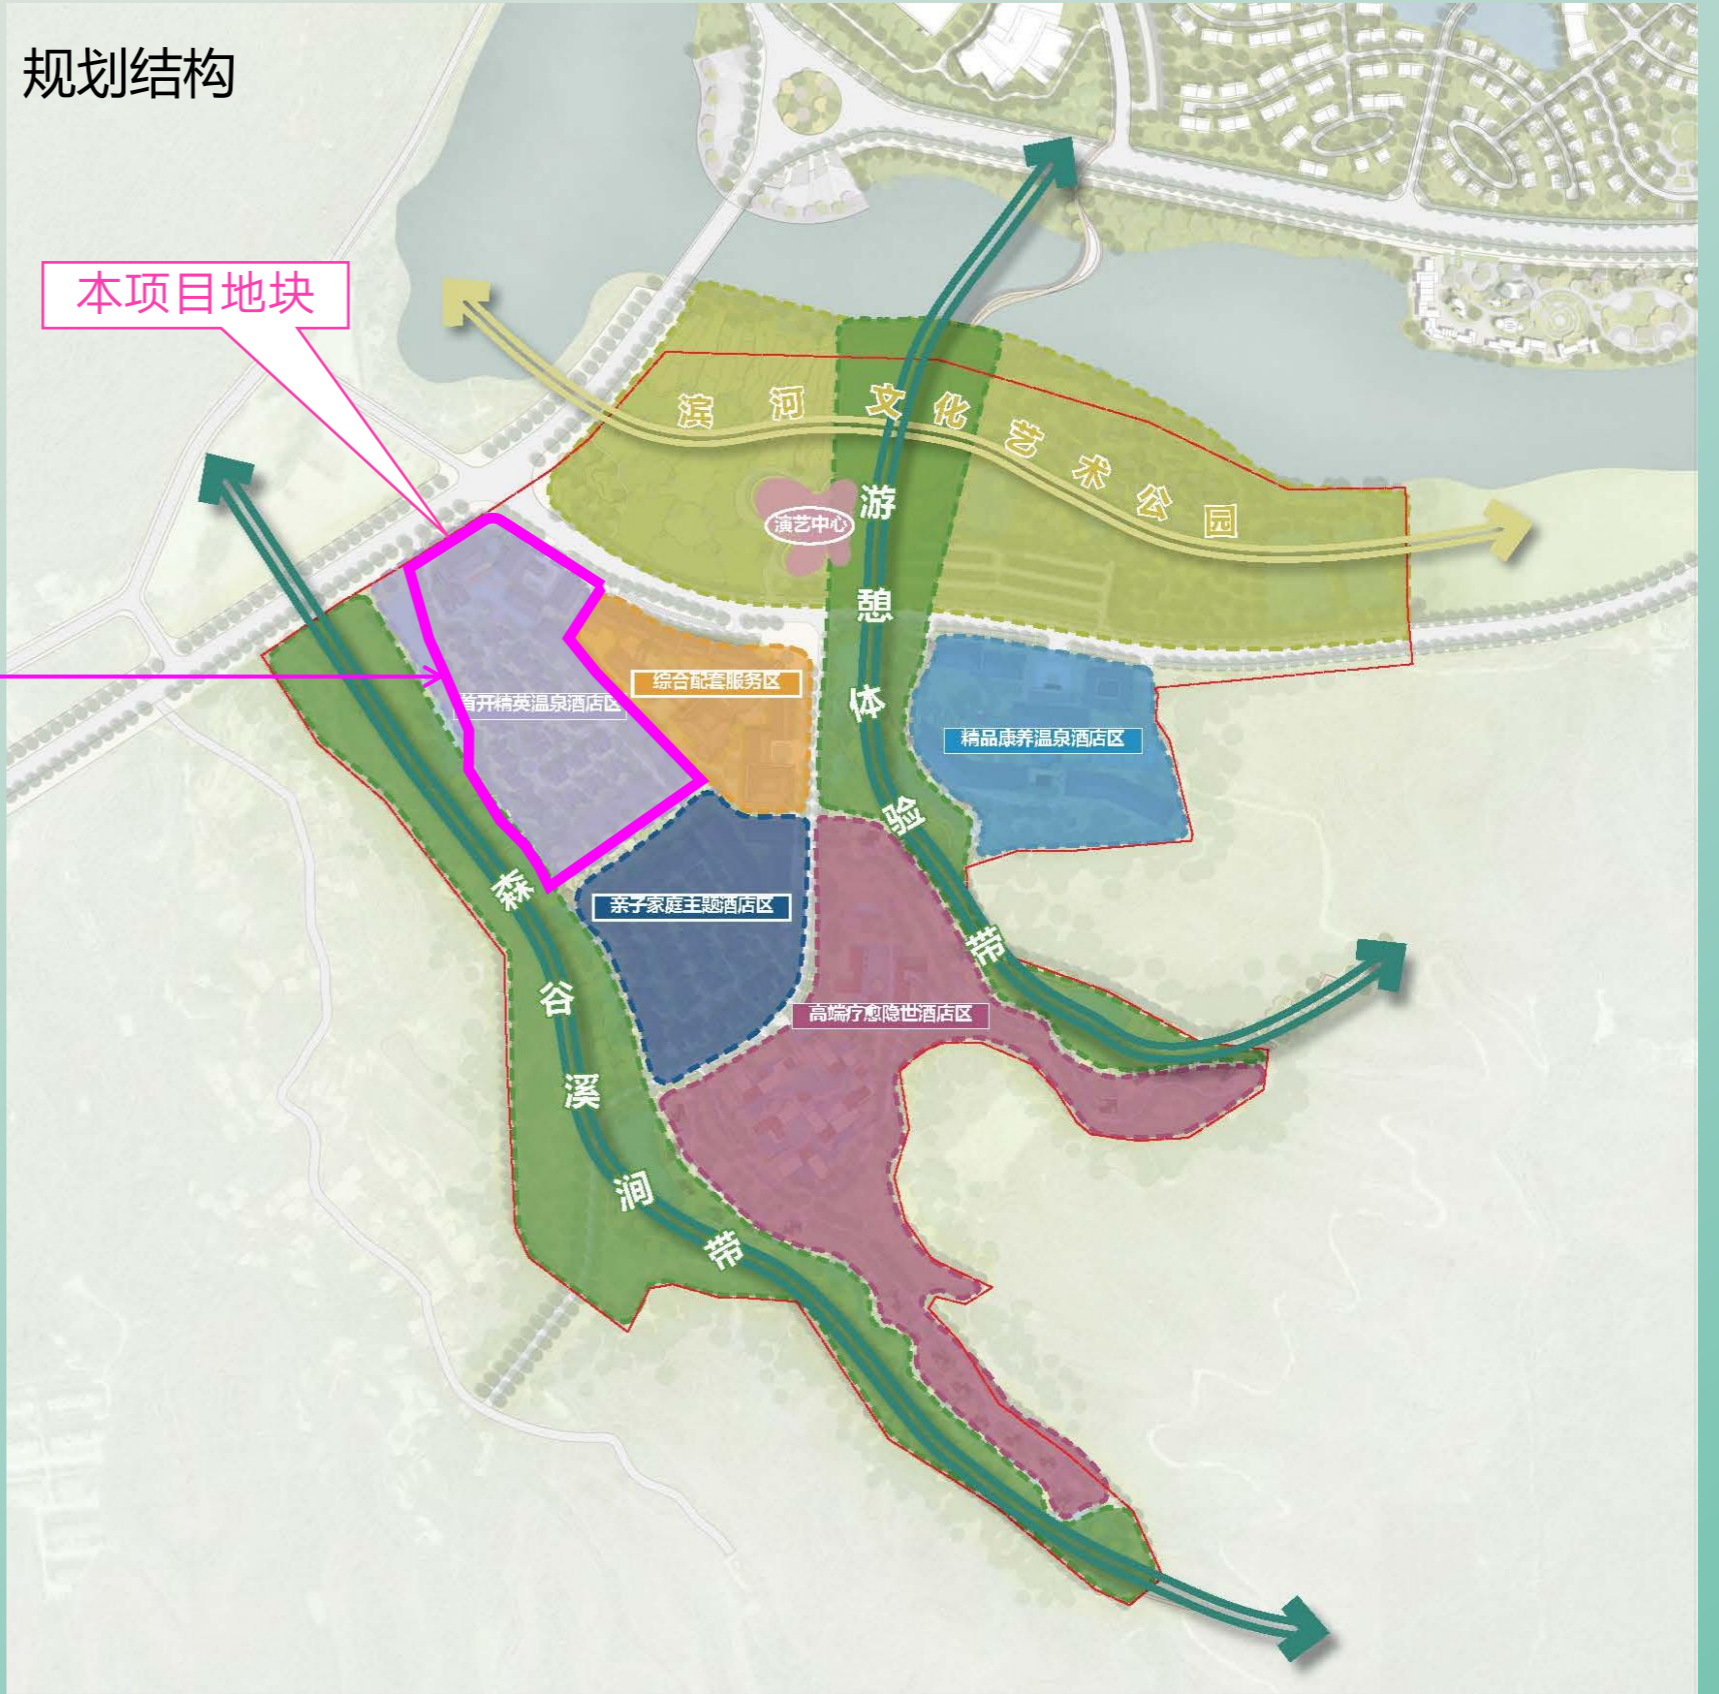 规划结构
本项目地块
滨河文化艺术公园
演艺中心
游憩体验带
首开精英温泉酒店区
综合配套服务区
精品康养温泉酒店区
亲子家庭主题酒店区
高端疗愈隐世酒店区
森谷溪涧带